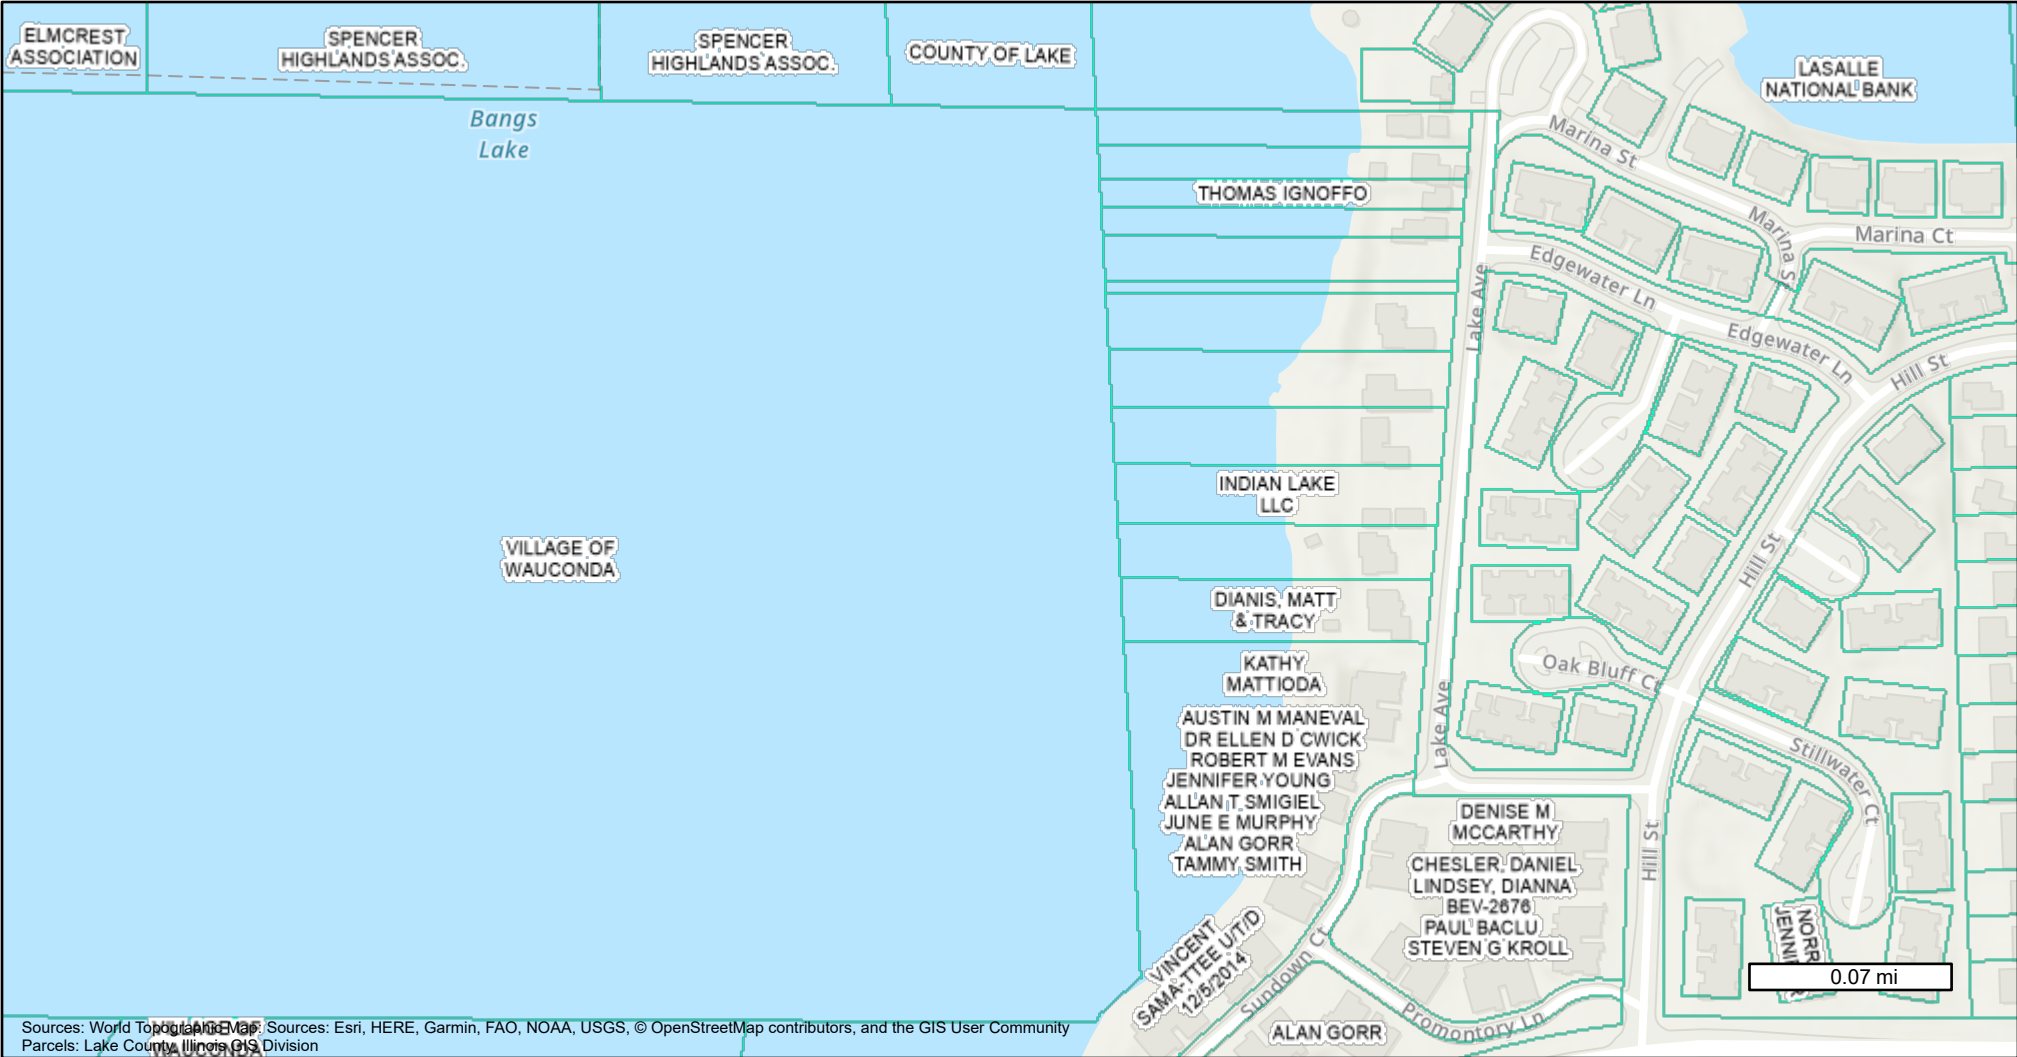 ELMCREST
ASSOCIATION
SPENCER
HIGHLANDS ASSOC.
SPENCER
HIGHLANDS ASSOC.
COUNTY OF LAKE
LASALLE
NATIONAL BANK
Bangs
Lake
Marina St
THOMAS IGNOFFO
Marina St
Marina Ct
Edgewater Ln
Lake Ave
Edgewater Ln
Hill St
INDIAN LAKE
LLC
VILLAGE OF
WAUCONDA
Hill St
DIANIS, MATT
& TRACY
KATHY
MATTIODA
Oak Bluff Ct
Lake Ave
AUSTIN M MANEVAL
DR ELLEN D CWICK
ROBERT M EVANS
JENNIFER YOUNG
ALLAN T SMIGIEL
JUNE E MURPHY
ALAN GORR
TAMMY SMITH
Stillwater Ct
DENISE M
MCCARTHY
Hill St
CHESLER, DANIEL
LINDSEY, DIANNA
BEV-2676
PAUL BACLU
STEVEN G KROLL
VINCENT
SAMA-TTEE U/T/D
12/5/2014
Sundown Ct
0.07 mi
Promontory Ln
ALAN GORR
VILLAGE OF
WAUCONDA
Sources: World Topographic Map: Sources: Esri, HERE, Garmin, FAO, NOAA, USGS, © OpenStreetMap contributors, and the GIS User Community
Parcels: Lake County, Illinois GIS Division